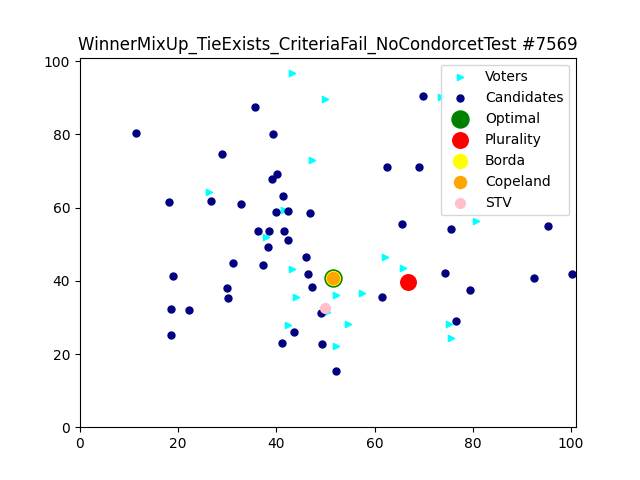 WinnerMixUp_TieExists_CriteriaFail_NoCondorcetTest #7569
100
80
60
40
20
0
0 20 40 60 80 100
Voters
Candidates
Optimal
Plurality
Borda
Copeland
STV